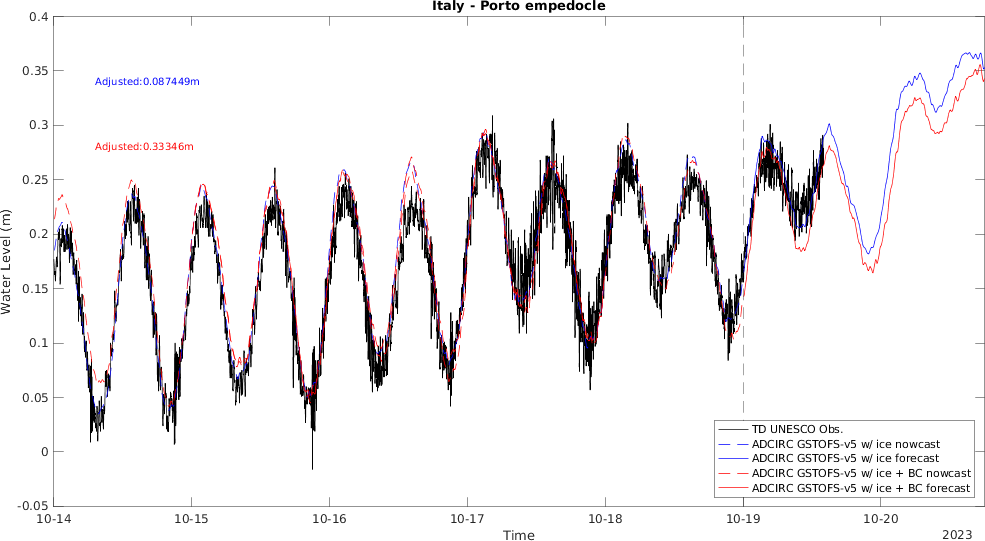 Italy - Porto empedocle
0.4
0.35
0.3
0.25
0.2
0.15
0.1
0.05
0
-0.05
Water Level (m)
Adjusted:0.087449m
Adjusted:0.33346m
TD UNESCO Obs.
ADCIRC GSTOFS-v5 w/ ice nowcast
ADCIRC GSTOFS-v5 w/ ice forecast
ADCIRC GSTOFS-v5 w/ ice + BC nowcast
ADCIRC GSTOFS-v5 w/ ice + BC forecast
10-14 10-15 10-16 10-17 10-18 10-19 10-20
Time
2023